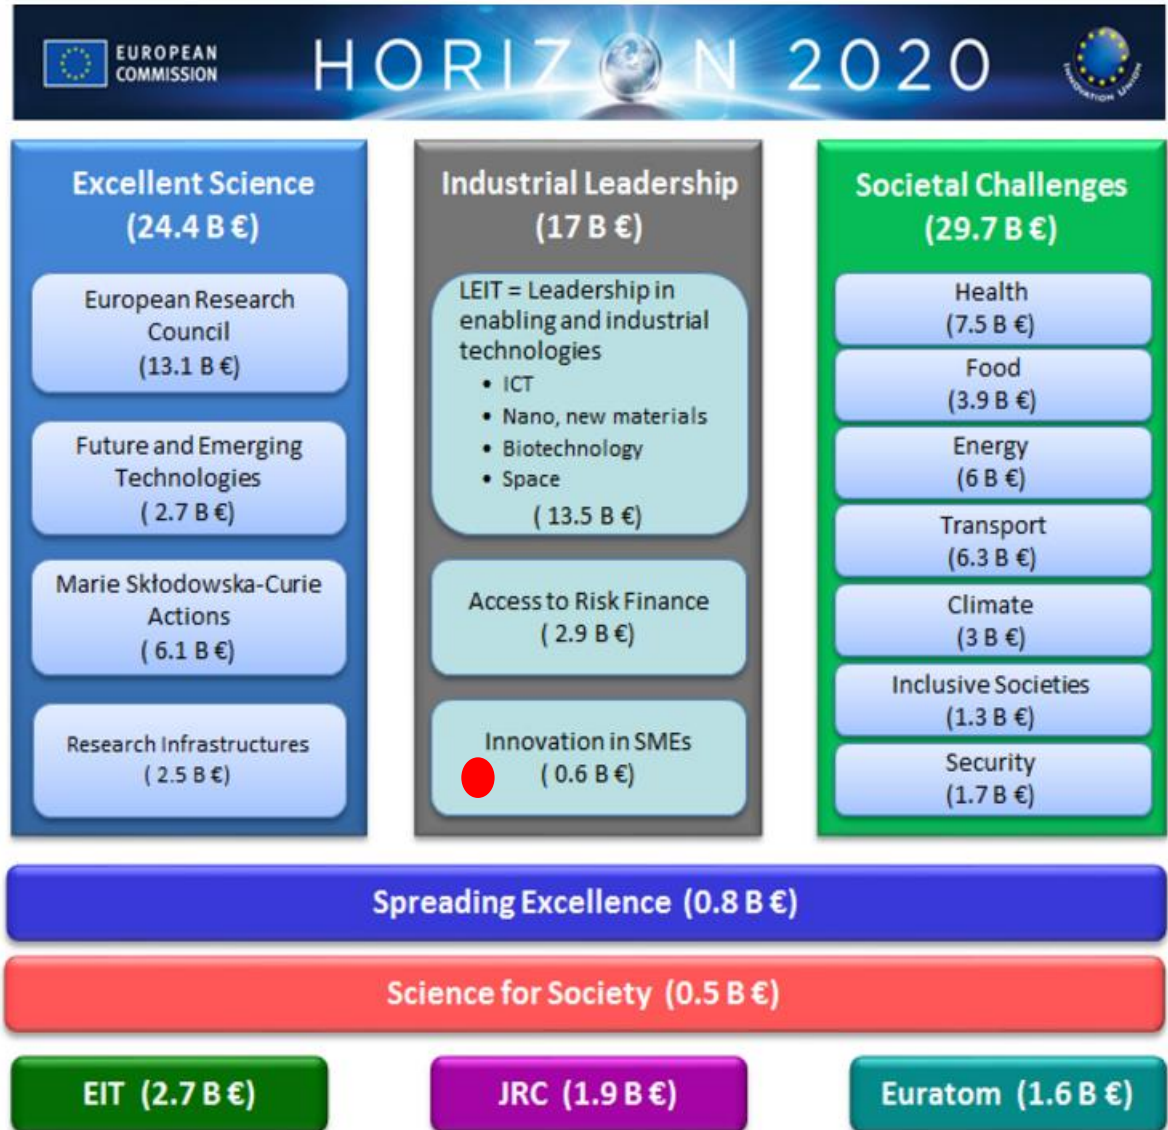 EUROPEAN
COMMISSION
HORIZON 2020
INNOVATION UNION
Excellent Science
(24.4 B €)
European Research
Council
(13.1 B €)
Future and Emerging
Technologies
( 2.7 B €)
Marie Skłodowska-Curie
Actions
( 6.1 B €)
Research Infrastructures
( 2.5 B €)
Industrial Leadership
(17 B €)
LEIT = Leadership in
enabling and industrial
technologies
• ICT
• Nano, new materials
• Biotechnology
• Space
( 13.5 B €)
Access to Risk Finance
( 2.9 B €)
Innovation in SMEs
( 0.6 B €)
Societal Challenges
(29.7 B €)
Health
(7.5 B €)
Food
(3.9 B €)
Energy
(6 B €)
Transport
(6.3 B €)
Climate
(3 B €)
Inclusive Societies
(1.3 B €)
Security
(1.7 B €)
Spreading Excellence (0.8 B €)
Science for Society (0.5 B €)
EIT (2.7 B €)
JRC (1.9 B €)
Euratom (1.6 B €)